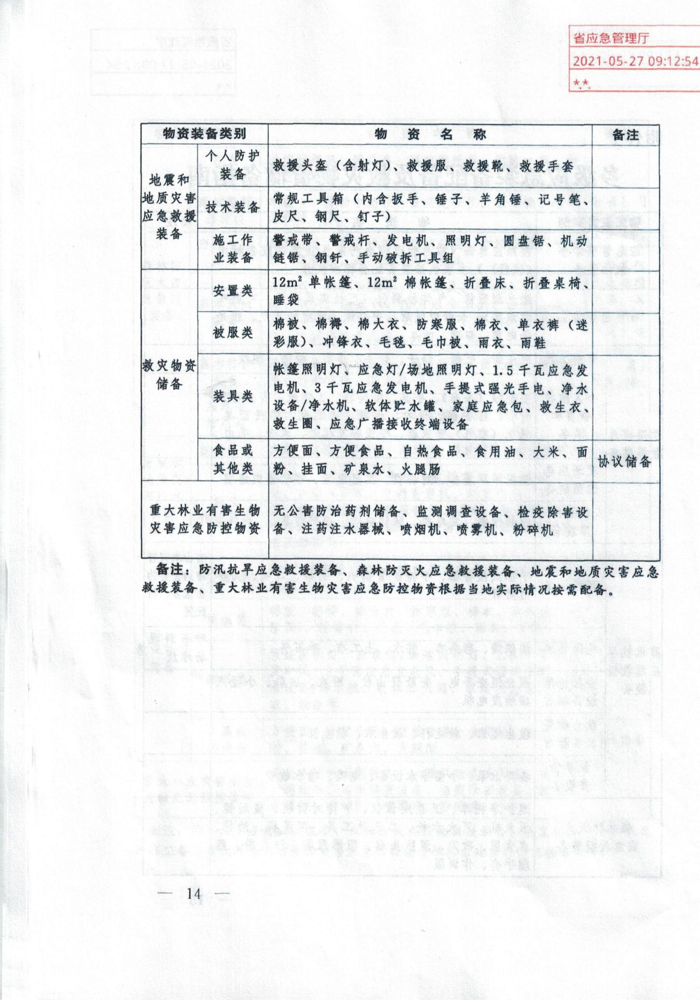 省应急管理厅
2021-05-27 09:12:54
**
物资装备类别 物 资 名 称 备注
地震和
地质灾害
应急救援
装备
个人防护
装备
救援头盔（含射灯）、救援服、救援靴、救援手套
技术装备
常规工具箱（内含扳手、锤子、羊角锤、记号笔、
皮尺、钢尺、钉子）
施工作
业装备
警戒带、警戒杆、发电机、照明灯、圆盘锯、机动
链锯、钢钎、手动破拆工具组
救灾物资
储备
安置类
12m² 单帐篷、12m² 棉帐篷、折叠床、折叠桌椅、
睡袋
被服类
棉被、棉褥、棉大衣、防寒服、棉衣、单衣裤（迷
彩服）、冲锋衣、毛毯、毛巾被、雨衣、雨鞋
装具类
帐篷照明灯、应急灯/场地照明灯、1.5 千瓦应急发
电机、3 千瓦应急发电机、手提式强光手电、净水
设备/净水机、软体贮水罐、家庭应急包、救生衣、
救生圈、应急广播接收终端设备
食品或
其他类
方便面、方便食品、自热食品、食用油、大米、面
粉、挂面、矿泉水、火腿肠
协议储备
重大林业有害生物
灾害应急防控物资
无公害防治药剂储备、监测调查设备、检疫除害设
备、注药注水器械、喷烟机、喷雾机、粉碎机
备注：防汛抗旱应急救援装备、森林防灭火应急救援装备、地震和地质灾害应急
救援装备、重大林业有害生物灾害应急防控物资根据当地实际情况按需配备。
— 14 —